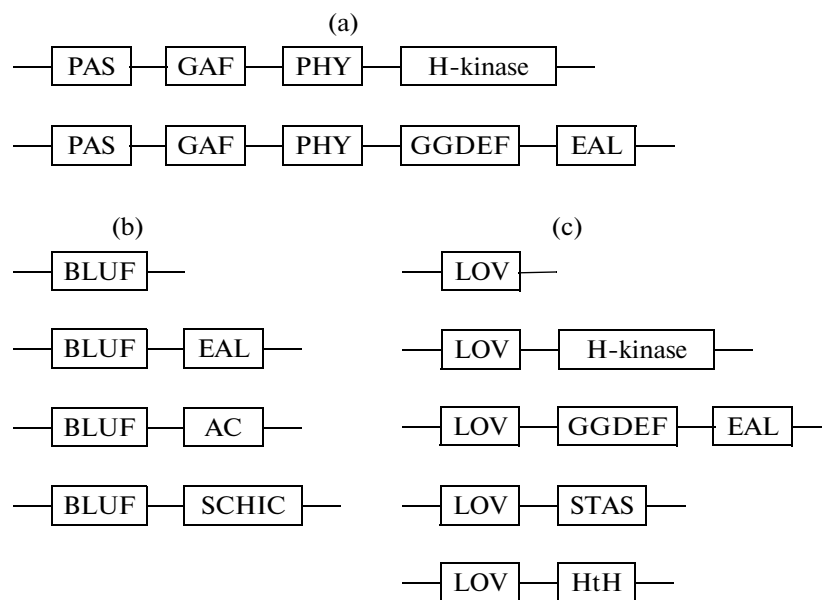 (a)
PAS GAF PHY H-kinase
PAS GAF PHY GGDEF EAL
(b)
BLUF
BLUF EAL
BLUF AC
BLUF SCHIC
(c)
LOV
LOV H-kinase
LOV GGDEF EAL
LOV STAS
LOV HtH